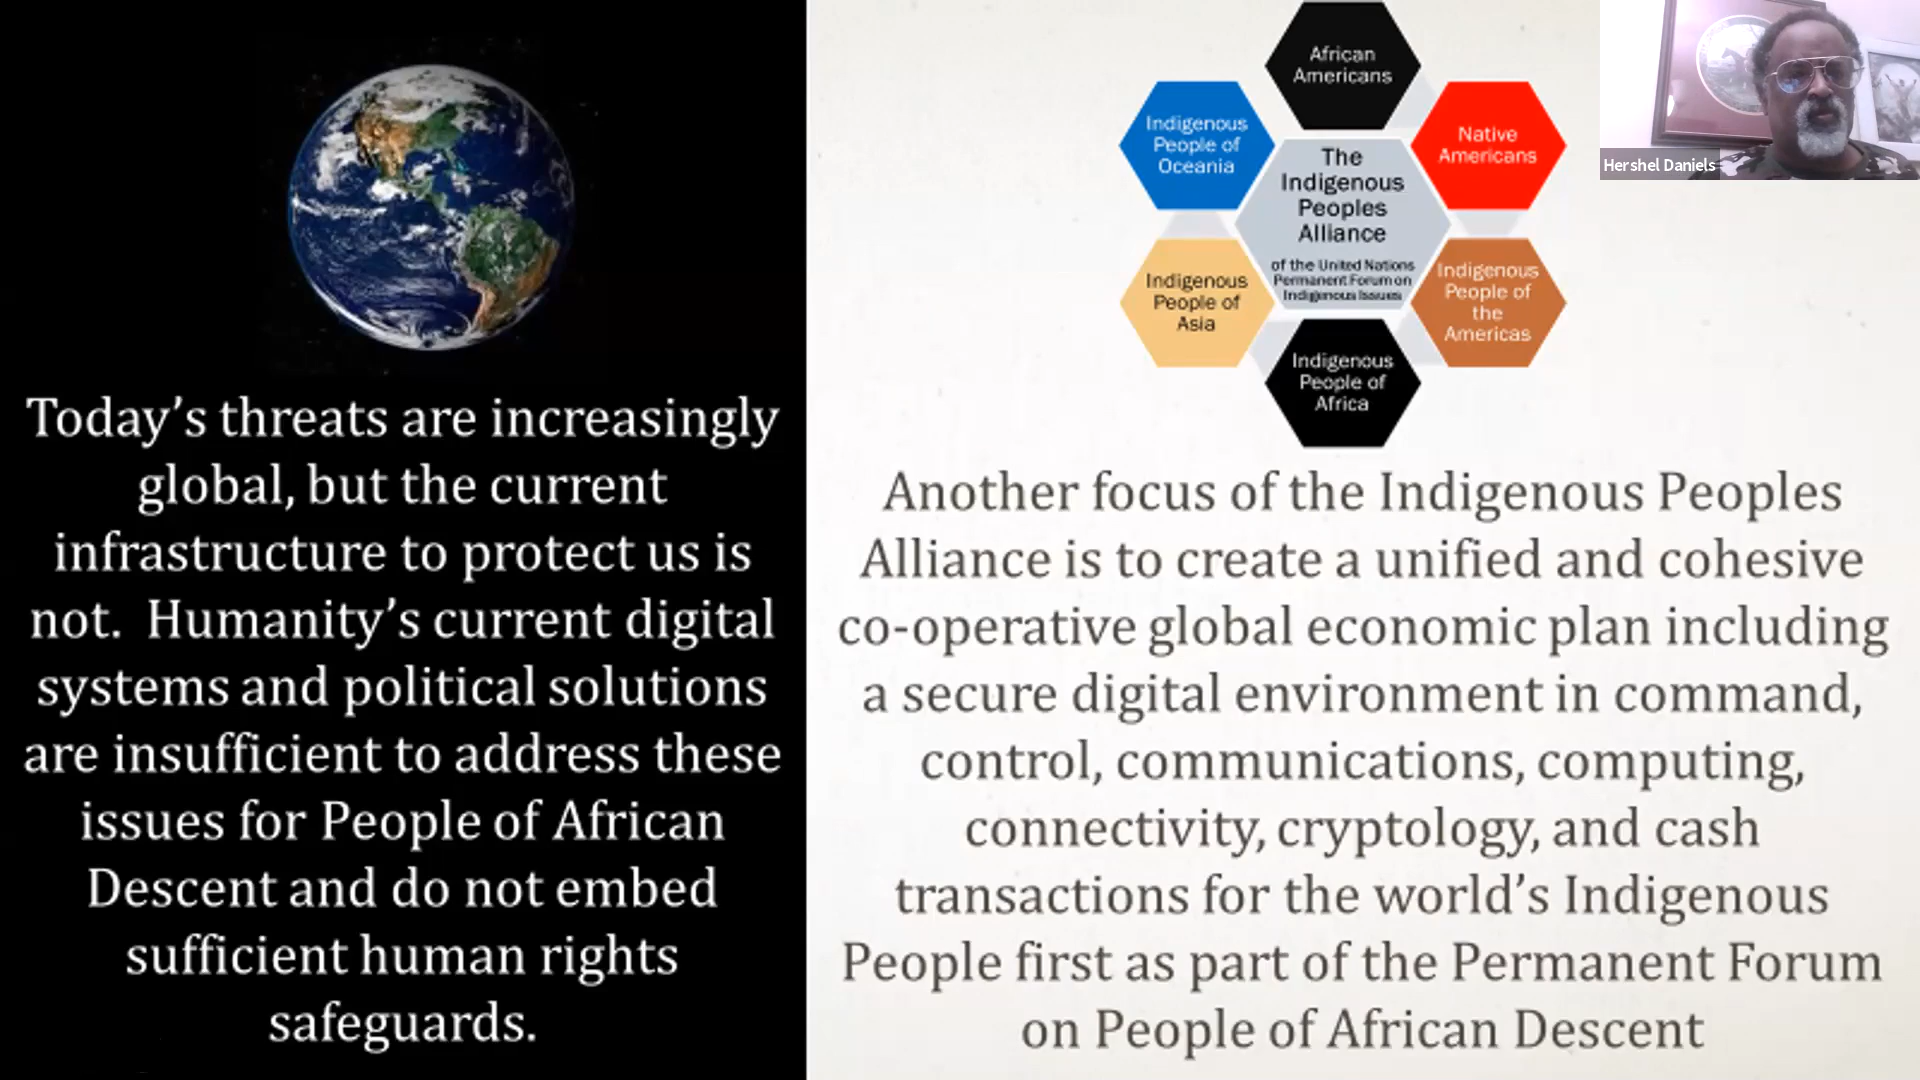 Today’s threats are increasingly
global, but the current
infrastructure to protect us is
not.  Humanity’s current digital
systems and political solutions
are insufficient to address these
issues for People of African
Descent and do not embed
sufficient human rights
safeguards.
African
Americans
Indigenous
People of
Oceania
Native
Americans
The
Indigenous
Peoples
Alliance
of the United Nations
Permanent Forum on
Indigenous Issues
Indigenous
People of
Asia
Indigenous
People of
the
Americas
Indigenous
People of
Africa
Another focus of the Indigenous Peoples
Alliance is to create a unified and cohesive
co-operative global economic plan including
a secure digital environment in command,
control, communications, computing,
connectivity, cryptology, and cash
transactions for the world’s Indigenous
People first as part of the Permanent Forum
on People of African Descent
Hershel Daniels